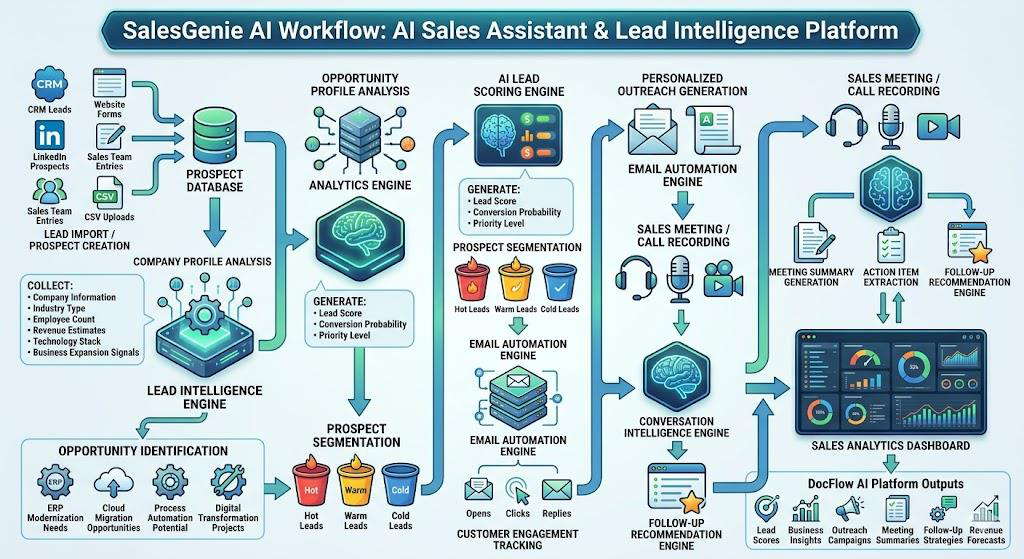 SalesGenie AI Workflow: AI Sales Assistant & Lead Intelligence Platform
CRM
CRM Leads
Website
Forms
in
LinkedIn
Prospects
Sales Team
Entries
Sales Team
Entries
CSV
CSV Uploads
LEAD IMPORT /
PROSPECT CREATION
PROSPECT
DATABASE
COMPANY PROFILE ANALYSIS
COLLECT:
• Company Information
• Industry Type
• Employee Count
• Revenue Estimates
• Technology Stack
• Business Expansion Signals
LEAD INTELLIGENCE
ENGINE
OPPORTUNITY IDENTIFICATION
ERP
ERP
Modernization
Needs
Cloud
Migration
Opportunities
Process
Automation
Potential
Digital
Transformation
Projects
OPPORTUNITY
PROFILE ANALYSIS
ANALYTICS ENGINE
GENERATE:
• Lead Score
• Conversion Probability
• Priority Level
PROSPECT
SEGMENTATION
Hot
Warm
Cold
Hot
Leads
Warm
Leads
Cold
Leads
AI LEAD
SCORING ENGINE
GENERATE:
• Lead Score
• Conversion Probability
• Priority Level
PROSPECT SEGMENTATION
Hot Leads
Warm Leads
Cold Leads
EMAIL AUTOMATION
ENGINE
EMAIL AUTOMATION
ENGINE
Opens
Clicks
Replies
CUSTOMER ENGAGEMENT
TRACKING
PERSONALIZED
OUTREACH GENERATION
A
EMAIL AUTOMATION
ENGINE
SALES MEETING /
CALL RECORDING
CONVERSATION
INTELLIGENCE ENGINE
FOLLOW-UP
RECOMMENDATION
ENGINE
SALES MEETING /
CALL RECORDING
MEETING SUMMARY
GENERATION
ACTION ITEM
EXTRACTION
FOLLOW-UP
RECOMMENDATION
ENGINE
SALES ANALYTICS DASHBOARD
DocFlow AI Platform Outputs
Lead
Scores
Business
Insights
Outreach
Campaigns
Meeting
Summaries
Follow-Up
Strategies
Revenue
Forecasts